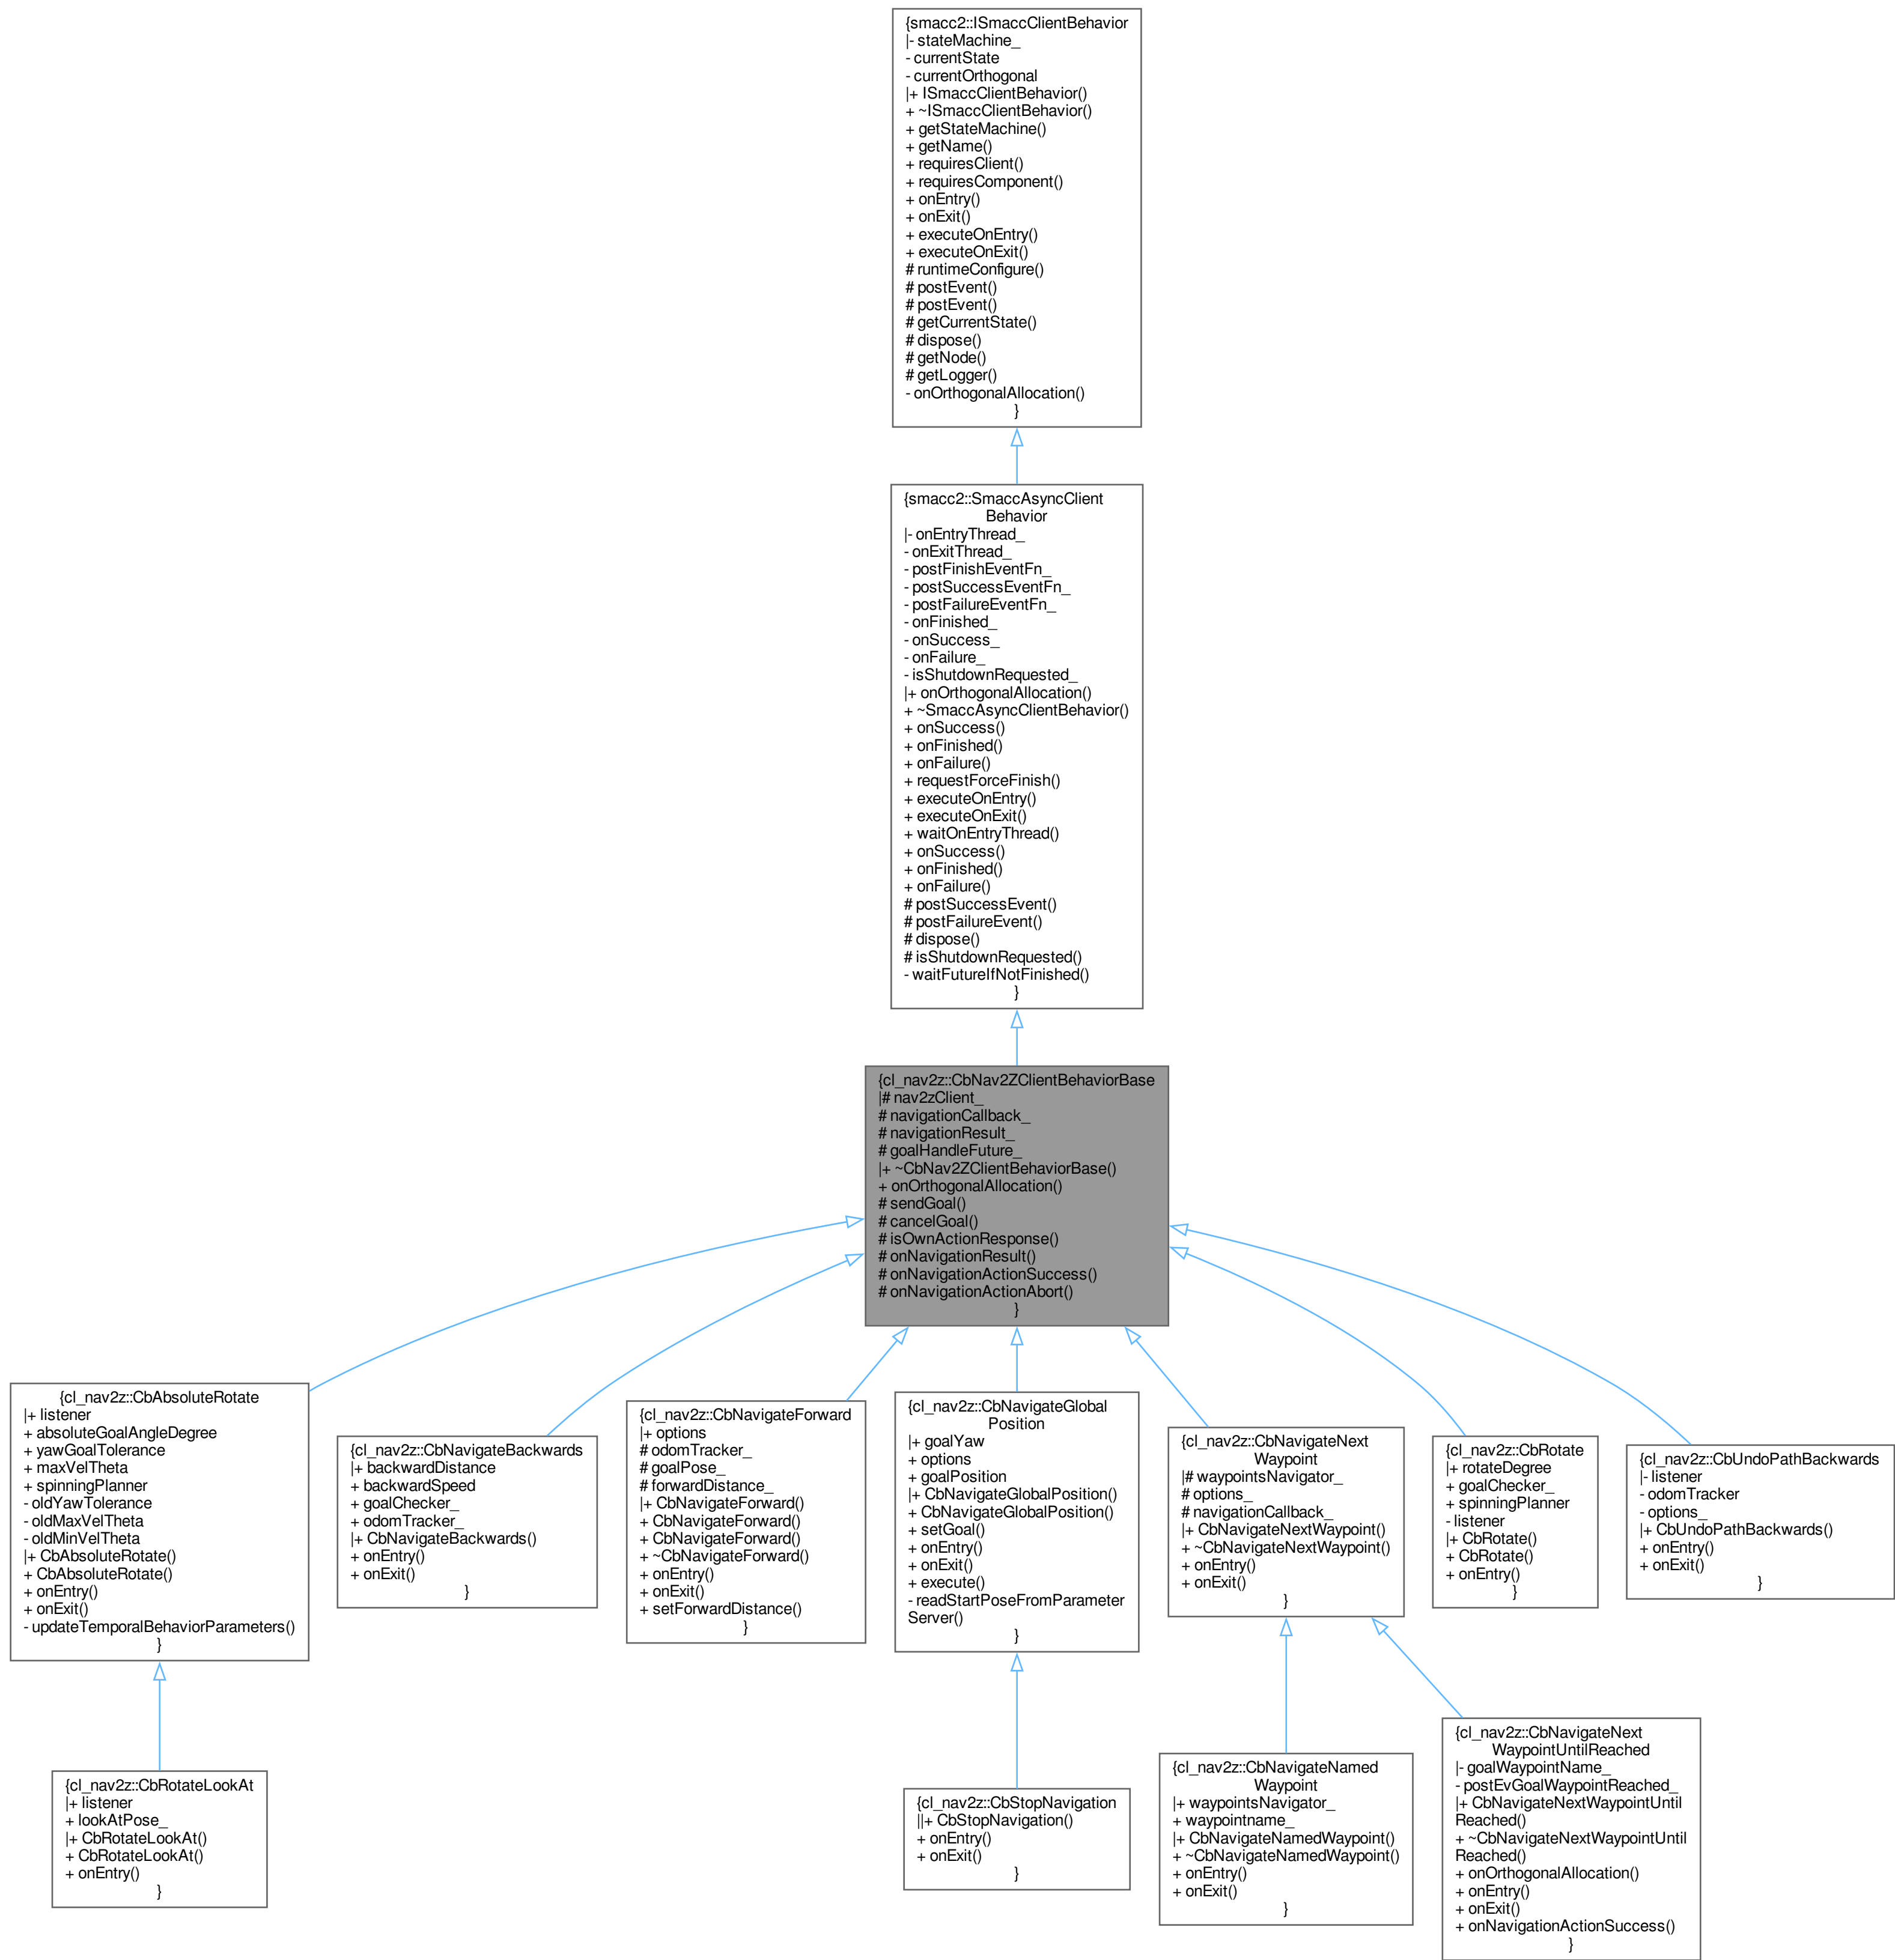 {smacc2::ISmaccClientBehavior
|- stateMachine_
- currentState
- currentOrthogonal
|+ ISmaccClientBehavior()
+ ~ISmaccClientBehavior()
+ getStateMachine()
+ getName()
+ requiresClient()
+ requiresComponent()
+ onEntry()
+ onExit()
+ executeOnEntry()
+ executeOnExit()
# runtimeConfigure()
# postEvent()
# postEvent()
# getCurrentState()
# dispose()
# getNode()
# getLogger()
- onOrthogonalAllocation()
}
{smacc2::SmaccAsyncClient
Behavior
|- onEntryThread_
- onExitThread_
- postFinishEventFn_
- postSuccessEventFn_
- postFailureEventFn_
- onFinished_
- onSuccess_
- onFailure_
- isShutdownRequested_
|+ onOrthogonalAllocation()
+ ~SmaccAsyncClientBehavior()
+ onSuccess()
+ onFinished()
+ onFailure()
+ requestForceFinish()
+ executeOnEntry()
+ executeOnExit()
+ waitOnEntryThread()
+ onSuccess()
+ onFinished()
+ onFailure()
# postSuccessEvent()
# postFailureEvent()
# dispose()
# isShutdownRequested()
- waitFutureIfNotFinished()
}
{cl_nav2z::CbNav2ZClientBehaviorBase
|# nav2zClient_
# navigationCallback_
# navigationResult_
# goalHandleFuture_
|+ ~CbNav2ZClientBehaviorBase()
+ onOrthogonalAllocation()
# sendGoal()
# cancelGoal()
# isOwnActionResponse()
# onNavigationResult()
# onNavigationActionSuccess()
# onNavigationActionAbort()
}
{cl_nav2z::CbAbsoluteRotate
|+ listener
+ absoluteGoalAngleDegree
+ yawGoalTolerance
+ maxVelTheta
+ spinningPlanner
- oldYawTolerance
- oldMaxVelTheta
- oldMinVelTheta
|+ CbAbsoluteRotate()
+ CbAbsoluteRotate()
+ onEntry()
+ onExit()
- updateTemporalBehaviorParameters()
}
{cl_nav2z::CbNavigateBackwards
|+ backwardDistance
+ backwardSpeed
+ goalChecker_
+ odomTracker_
|+ CbNavigateBackwards()
+ onEntry()
+ onExit()
}
{cl_nav2z::CbNavigateForward
|+ options
# odomTracker_
# goalPose_
# forwardDistance_
|+ CbNavigateForward()
+ CbNavigateForward()
+ CbNavigateForward()
+ ~CbNavigateForward()
+ onEntry()
+ onExit()
+ setForwardDistance()
}
{cl_nav2z::CbNavigateGlobal
Position
|+ goalYaw
+ options
+ goalPosition
|+ CbNavigateGlobalPosition()
+ CbNavigateGlobalPosition()
+ setGoal()
+ onEntry()
+ onExit()
+ execute()
- readStartPoseFromParameter
Server()
}
{cl_nav2z::CbNavigateNext
Waypoint
|# waypointsNavigator_
# options_
# navigationCallback_
|+ CbNavigateNextWaypoint()
+ ~CbNavigateNextWaypoint()
+ onEntry()
+ onExit()
}
{cl_nav2z::CbRotate
|+ rotateDegree
+ goalChecker_
+ spinningPlanner
- listener
|+ CbRotate()
+ CbRotate()
+ onEntry()
}
{cl_nav2z::CbUndoPathBackwards
|- listener
- odomTracker
- options_
|+ CbUndoPathBackwards()
+ onEntry()
+ onExit()
}
{cl_nav2z::CbRotateLookAt
|+ listener
+ lookAtPose_
|+ CbRotateLookAt()
+ CbRotateLookAt()
+ onEntry()
}
{cl_nav2z::CbStopNavigation
||+ CbStopNavigation()
+ onEntry()
+ onExit()
}
{cl_nav2z::CbNavigateNamed
Waypoint
|+ waypointsNavigator_
+ waypointname_
|+ CbNavigateNamedWaypoint()
+ ~CbNavigateNamedWaypoint()
+ onEntry()
+ onExit()
}
{cl_nav2z::CbNavigateNext
WaypointUntilReached
|- goalWaypointName_
- postEvGoalWaypointReached_
|+ CbNavigateNextWaypointUntil
Reached()
+ ~CbNavigateNextWaypointUntil
Reached()
+ onOrthogonalAllocation()
+ onEntry()
+ onExit()
+ onNavigationActionSuccess()
}